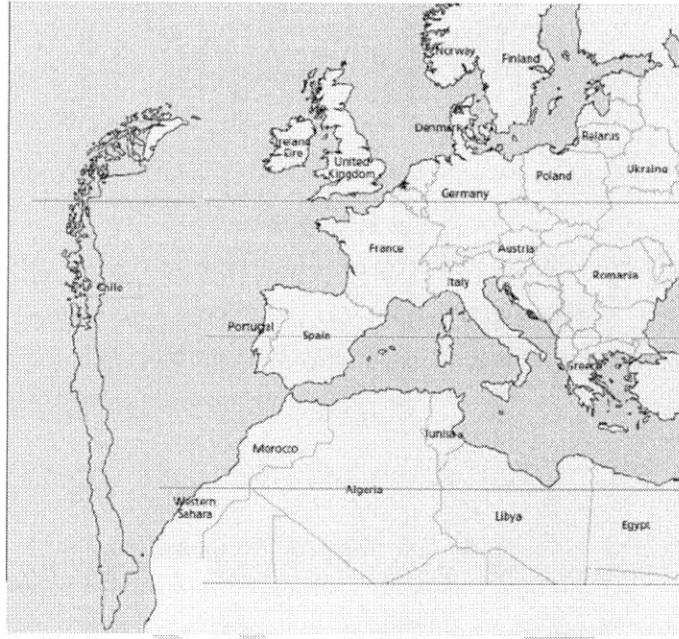 Norway
Finland
Denmark
Belarus
Ireland
Eire
United
Kingdom
Ukraine
Poland
Germany
France
Austria
Chile
Italy
Romania
Portugal
Spain
Greece
Tunisia
Morocco
Algeria
Western
Sahara
Libya
Egypt